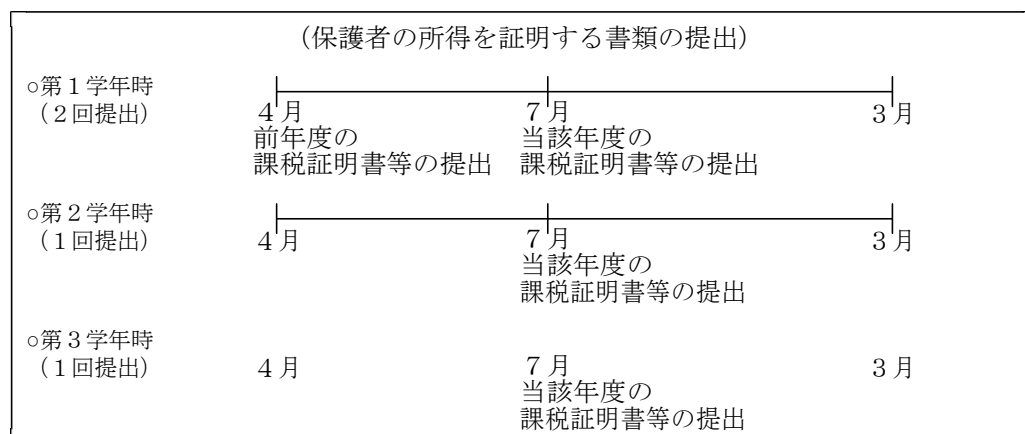 (保護者の所得を証明する書類の提出)
○第１学年時
(２回提出)
４月 ７月 ３月
前年度の 当該年度の
課税証明書等の提出 課税証明書等の提出
○第２学年時
(１回提出)
４月 ７月 ３月
当該年度の
課税証明書等の提出
○第３学年時
(１回提出)
４月 ７月 ３月
当該年度の
課税証明書等の提出